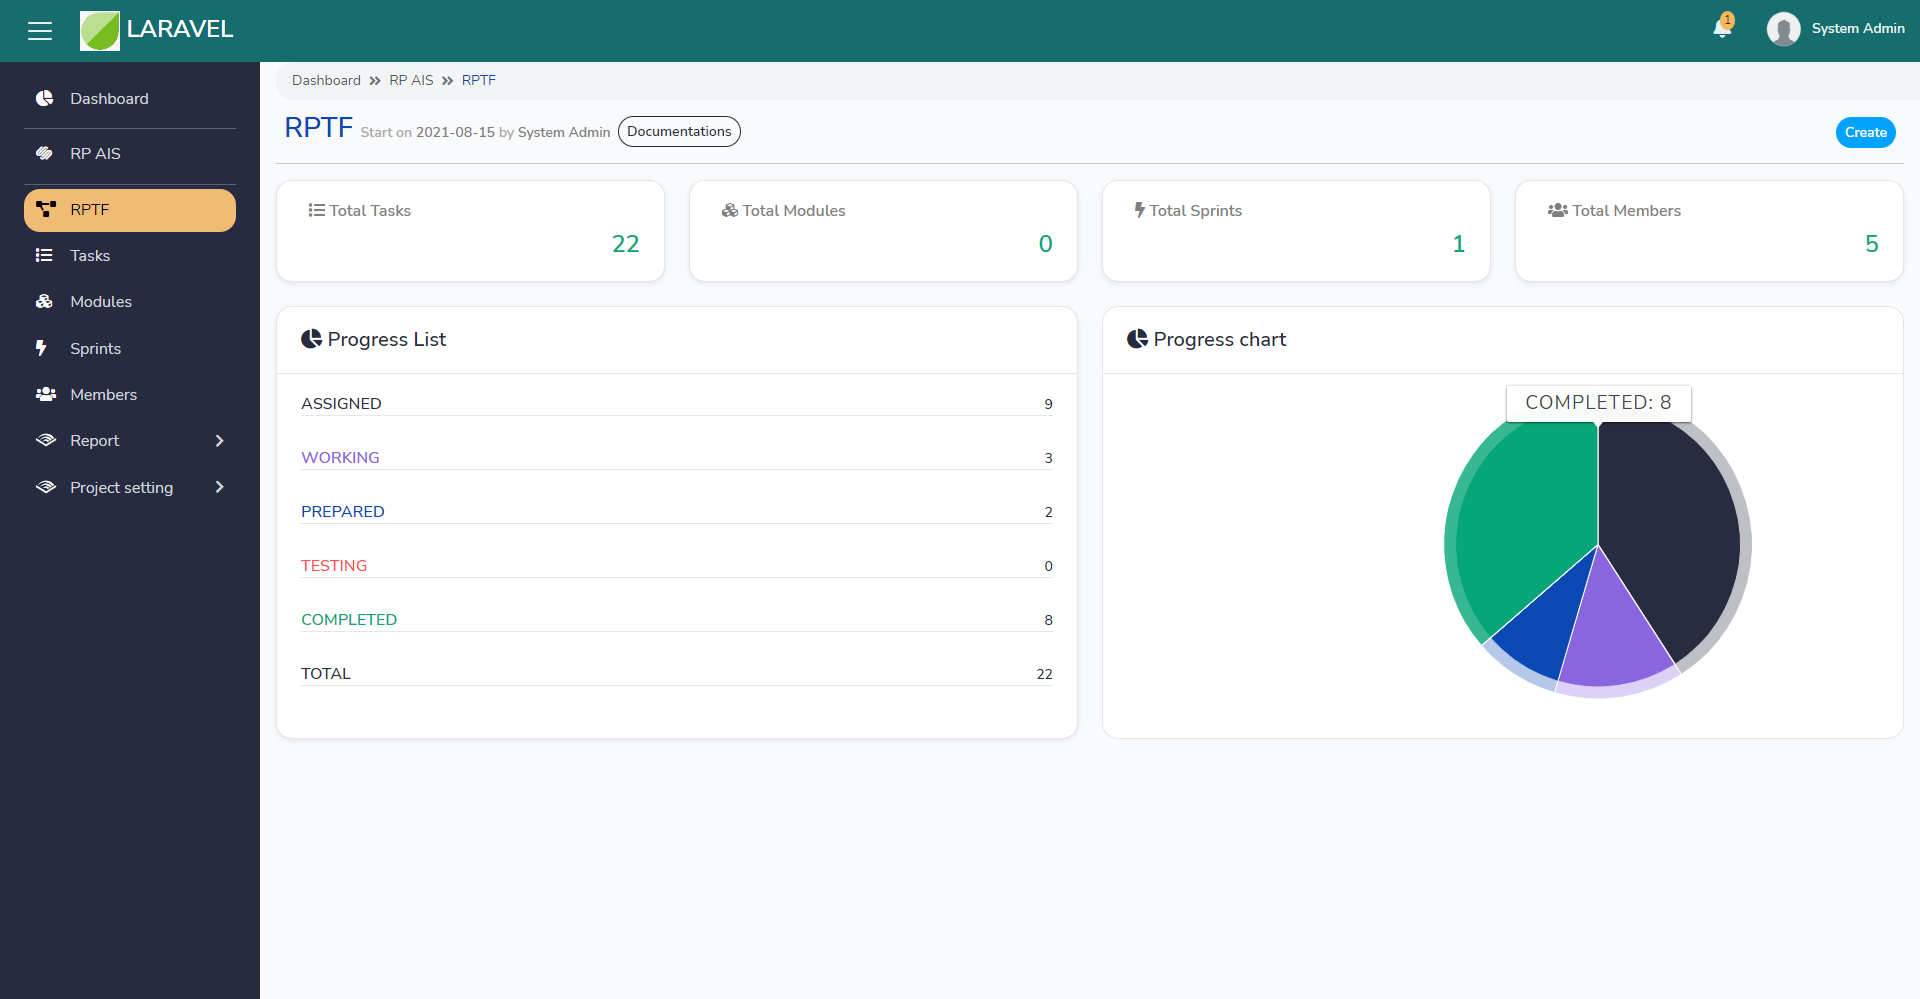 LARAVEL
1
System Admin
Dashboard
RP AIS
RPTF
Tasks
Modules
Sprints
Members
Report
Project setting
Dashboard » RP AIS » RPTF
RPTF Start on 2021-08-15 by System Admin Documentations
Create
Total Tasks
22
Total Modules
0
Total Sprints
1
Total Members
5
Progress List
ASSIGNED 9
WORKING 3
PREPARED 2
TESTING 0
COMPLETED 8
TOTAL 22
Progress chart
COMPLETED: 8